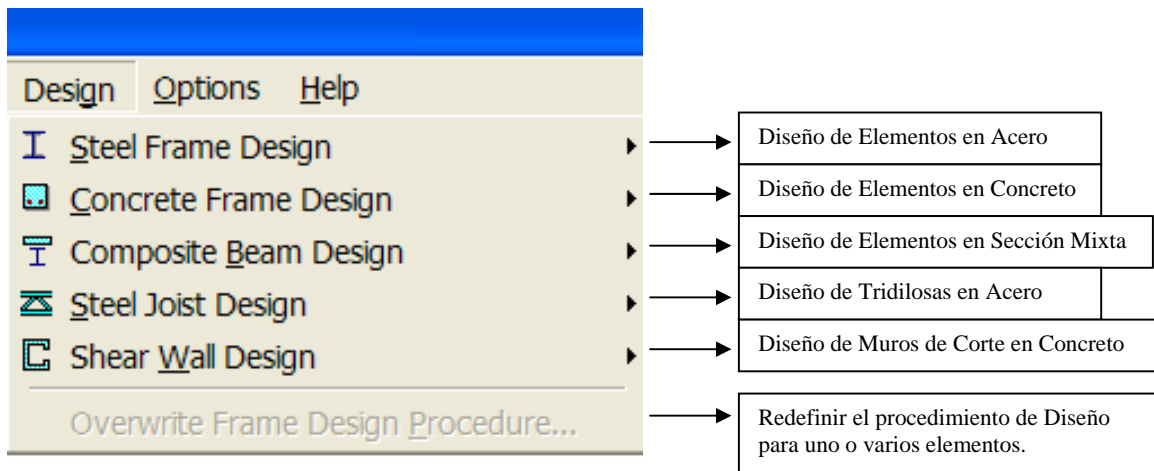 Design Options Help
Steel Frame Design
Diseño de Elementos en Acero
Concrete Frame Design
Diseño de Elementos en Concreto
Composite Beam Design
Diseño de Elementos en Sección Mixta
Steel Joist Design
Diseño de Tridilosas en Acero
Shear Wall Design
Diseño de Muros de Corte en Concreto
Overwrite Frame Design Procedure...
Redefinir el procedimiento de Diseño
para uno o varios elementos.